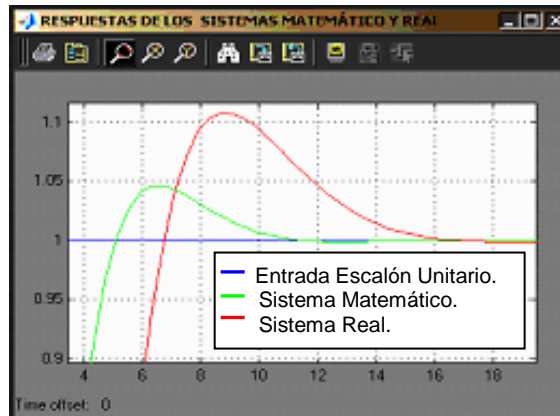 RESPUESTAS DE LOS SISTEMAS MATEMÁTICO Y REAL
1.1
1.05
1
0.95
0.9
Entrada Escalón Unitario.
Sistema Matemático.
Sistema Real.
4 6 8 10 12 14 16 18
Time offset: 0